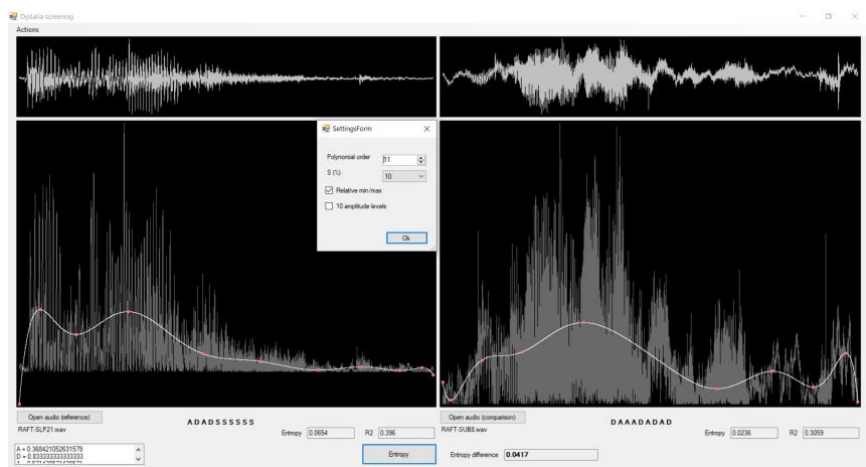 Dyslalia screening
Actions
SettingsForm
Polynomial order 11
S (%) 10
Relative min/max
10 amplitude levels
Ok
Open audio (reference)
RAFT-SLP21.wav
ADADSSSSSS
Entropy 0.0654 R2 0.396
Open audio (comparison)
RAFT-SUB8.wav
DAAADADAD
Entropy 0.0236 R2 0.3059
A = 0.368421052631579
D = 0.833333333333333
Entropy
Entropy difference 0.0417